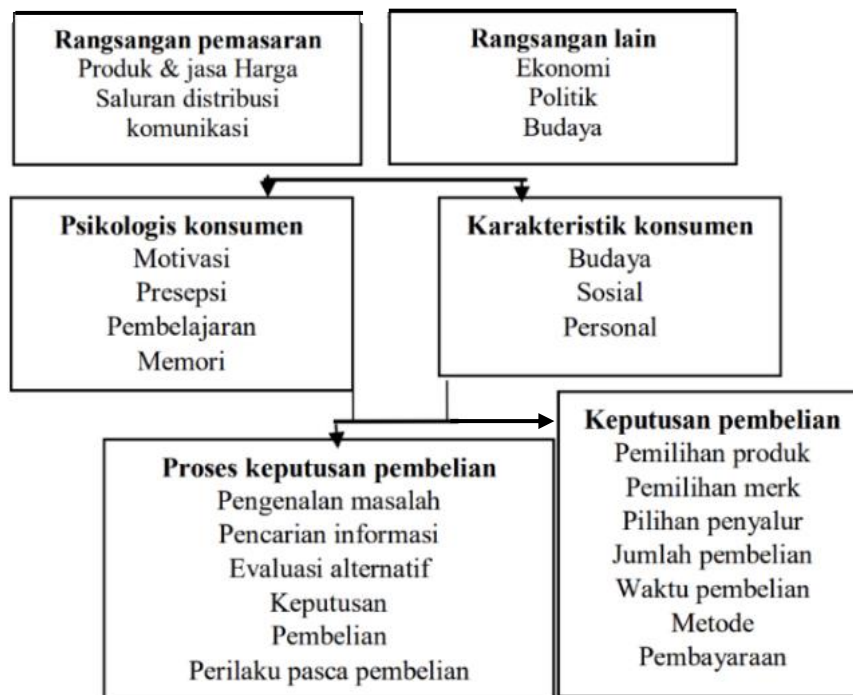 Rangsangan pemasaran
Produk & jasa Harga
Saluran distribusi
komunikasi
Rangsangan lain
Ekonomi
Politik
Budaya
Psikologis konsumen
Motivasi
Presepsi
Pembelajaran
Memori
Karakteristik konsumen
Budaya
Sosial
Personal
Proses keputusan pembelian
Pengenalan masalah
Pencarian informasi
Evaluasi alternatif
Keputusan
Pembelian
Perilaku pasca pembelian
Keputusan pembelian
Pemilihan produk
Pemilihan merk
Pilihan penyalur
Jumlah pembelian
Waktu pembelian
Metode
Pembayaraan